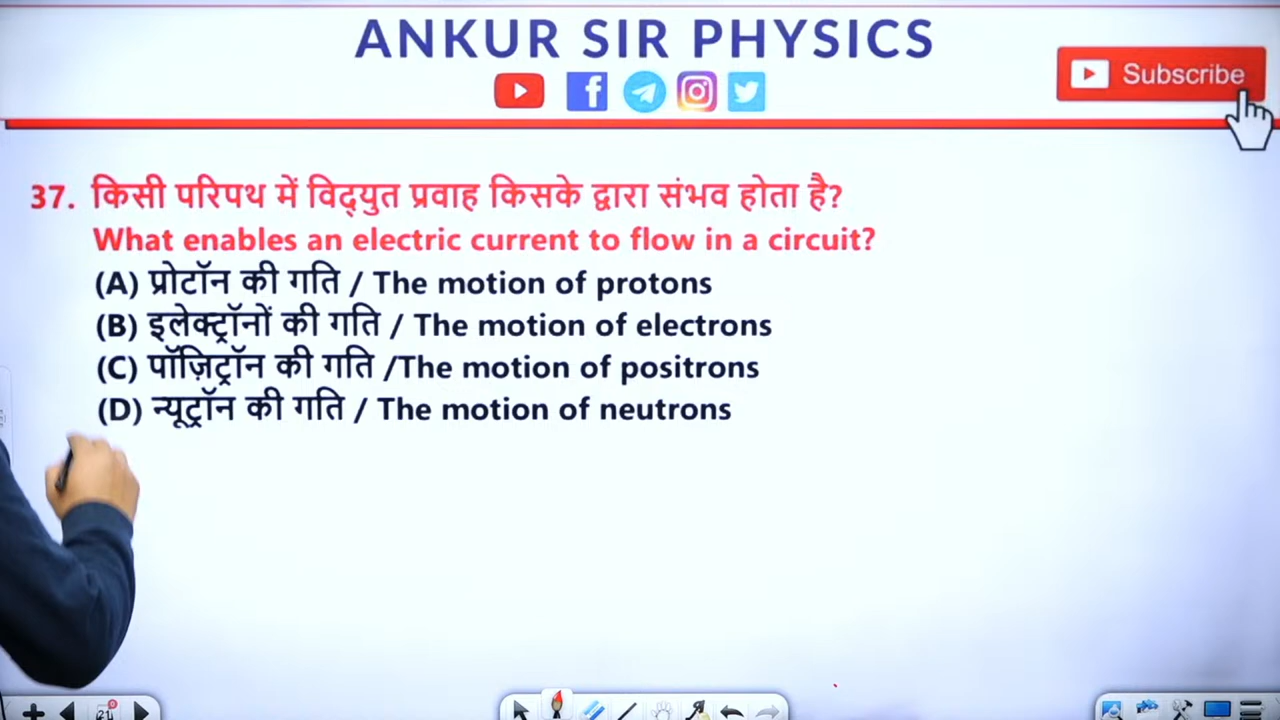 ANKUR SIR PHYSICS
Subscribe
37. किसी परिपथ में विद्युत प्रवाह किसके द्वारा संभव होता है?
What enables an electric current to flow in a circuit?
(A) प्रोटॉन की गति / The motion of protons
(B) इलेक्ट्रॉनों की गति / The motion of electrons
(C) पॉज़िट्रॉन की गति /The motion of positrons
(D) न्यूट्रॉन की गति / The motion of neutrons
21